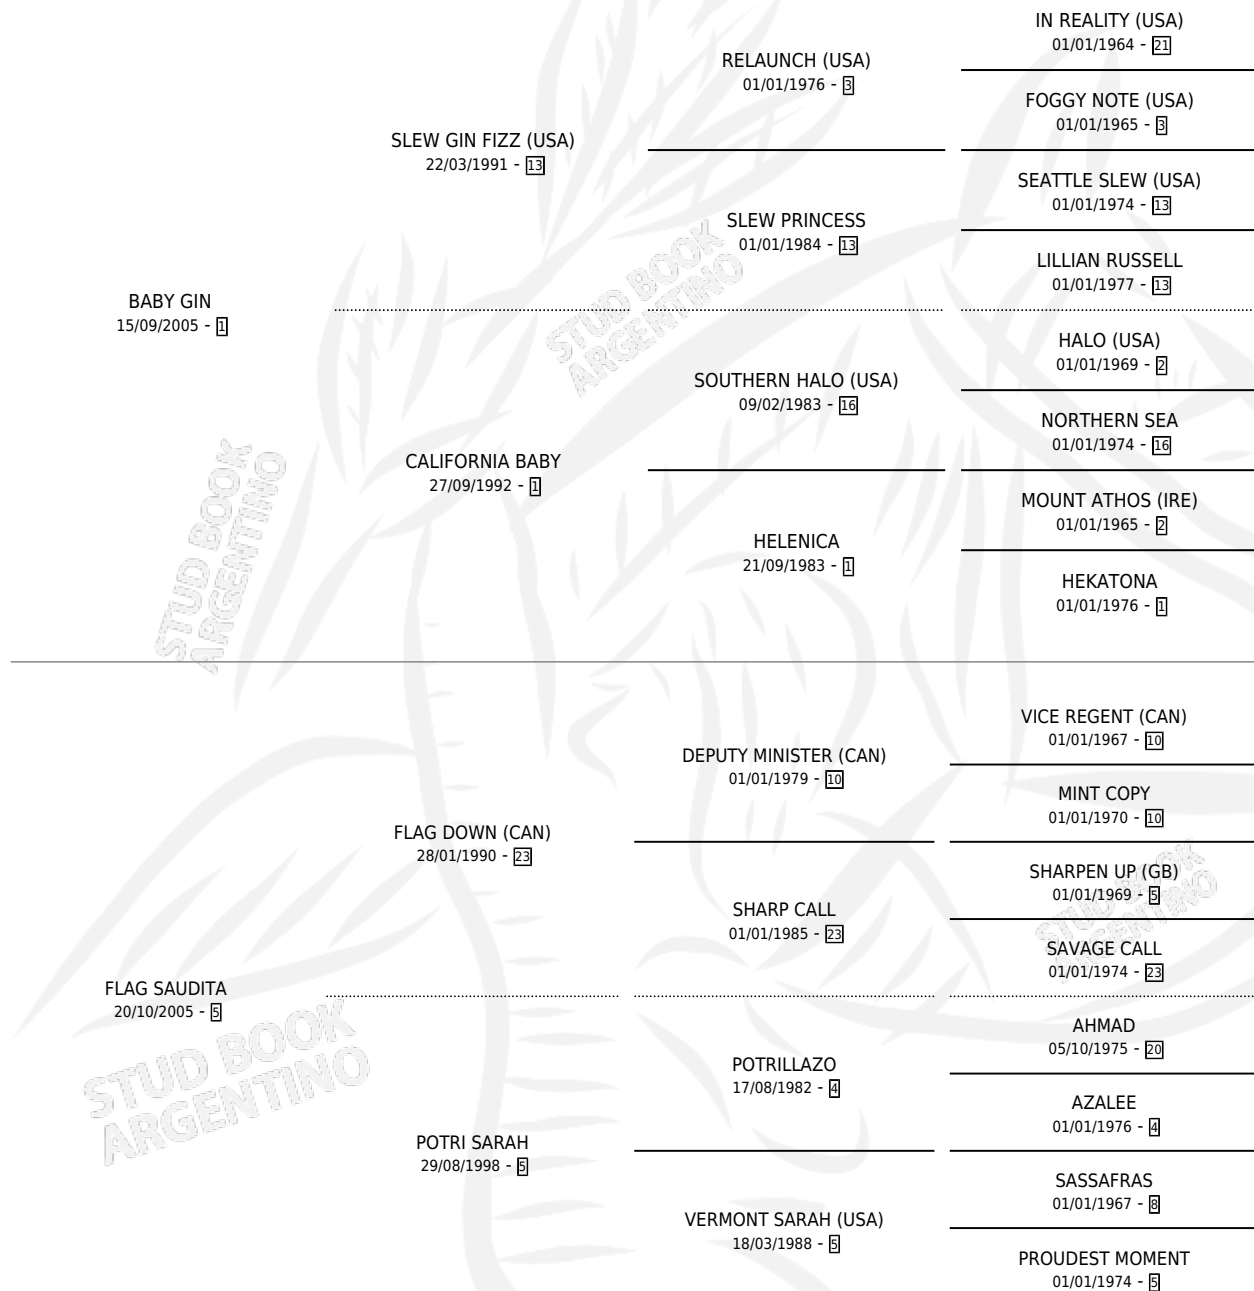 IN REALITY (USA)
01/01/1964 - 21
RELAUNCH (USA)
01/01/1976 - 3
FOGGY NOTE (USA)
01/01/1965 - 3
SLEW GIN FIZZ (USA)
22/03/1991 - 13
SEATTLE SLEW (USA)
01/01/1974 - 13
SLEW PRINCESS
01/01/1984 - 13
LILLIAN RUSSELL
01/01/1977 - 13
BABY GIN
15/09/2005 - 1
HALO (USA)
01/01/1969 - 2
SOUTHERN HALO (USA)
09/02/1983 - 16
NORTHERN SEA
01/01/1974 - 16
CALIFORNIA BABY
27/09/1992 - 1
MOUNT ATHOS (IRE)
01/01/1965 - 2
HELENICA
21/09/1983 - 1
HEKATONA
01/01/1976 - 1
VICE REGENT (CAN)
01/01/1967 - 10
DEPUTY MINISTER (CAN)
01/01/1979 - 10
MINT COPY
01/01/1970 - 10
FLAG DOWN (CAN)
28/01/1990 - 23
SHARPEN UP (GB)
01/01/1969 - 5
SHARP CALL
01/01/1985 - 23
SAVAGE CALL
01/01/1974 - 23
FLAG SAUDITA
20/10/2005 - 5
AHMAD
05/10/1975 - 20
POTRILLAZO
17/08/1982 - 4
AZALEE
01/01/1976 - 4
POTRI SARAH
29/08/1998 - 5
SASSAFRAS
01/01/1967 - 8
VERMONT SARAH (USA)
18/03/1988 - 5
PROUDEST MOMENT
01/01/1974 - 5
STUD BOOK
ARGENTINO
STUD BOOK
ARGENTINO
STUD BOOK
ARGENTINO
STUD BOOK
ARGENTINO